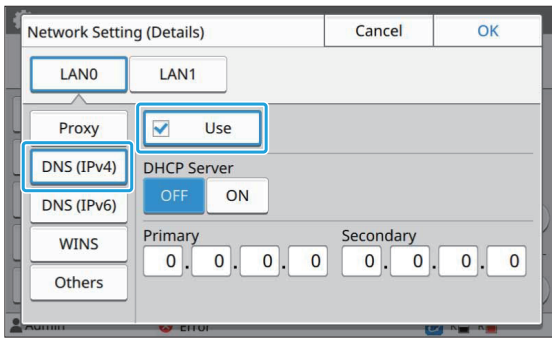 Network Setting (Details)
Cancel
OK
LAN0
LAN1
Proxy
Use
DNS (IPv4)
DHCP Server
OFF
ON
DNS (IPv6)
WINS
Primary
Secondary
0 . 0 . 0 . 0
0 . 0 . 0 . 0
Others
Admin
Error